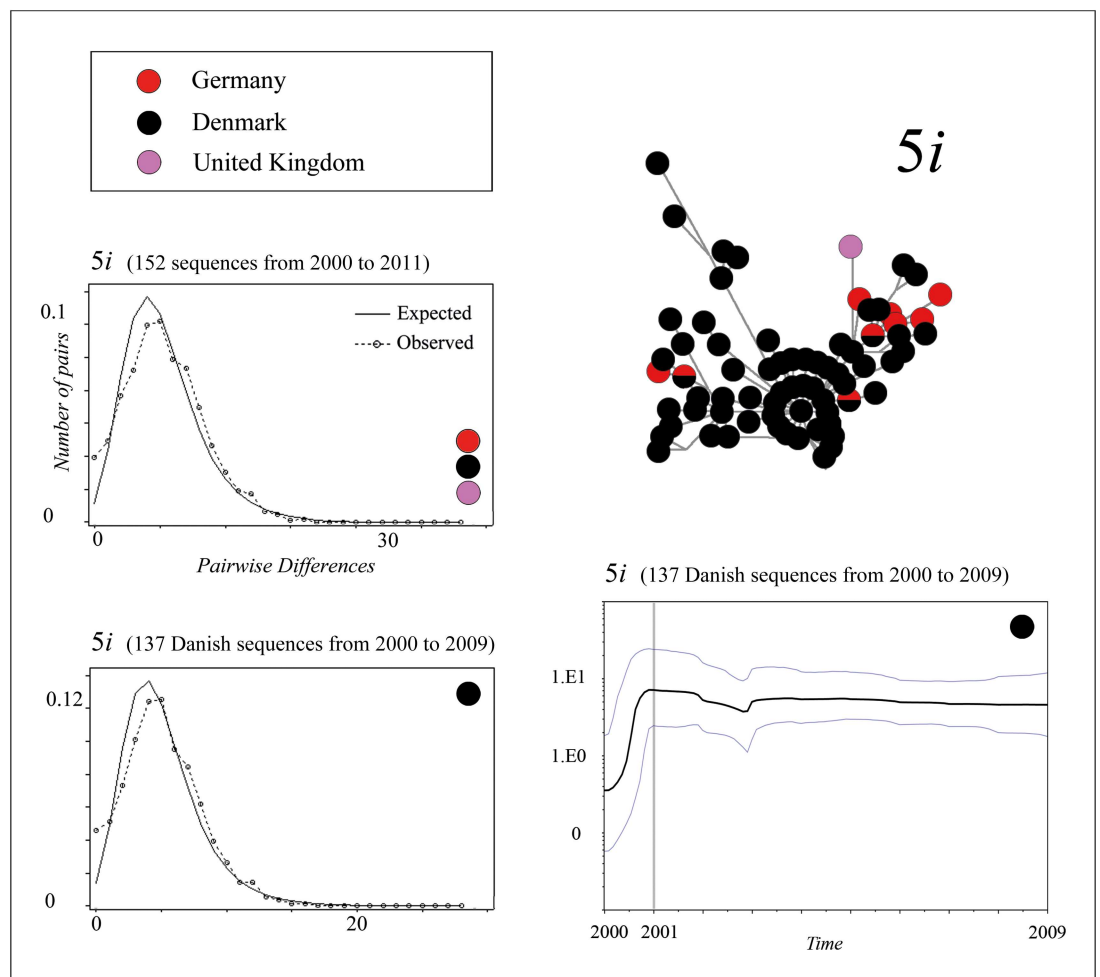 Germany
Denmark
United Kingdom
5i
5i (152 sequences from 2000 to 2011)
Number of pairs
0.1
0
Expected
Observed
0
30
Pairwise Differences
5i (137 Danish sequences from 2000 to 2009)
0.12
0
0
20
5i (137 Danish sequences from 2000 to 2009)
1.E1
1.E0
0
2000 2001 2009
Time